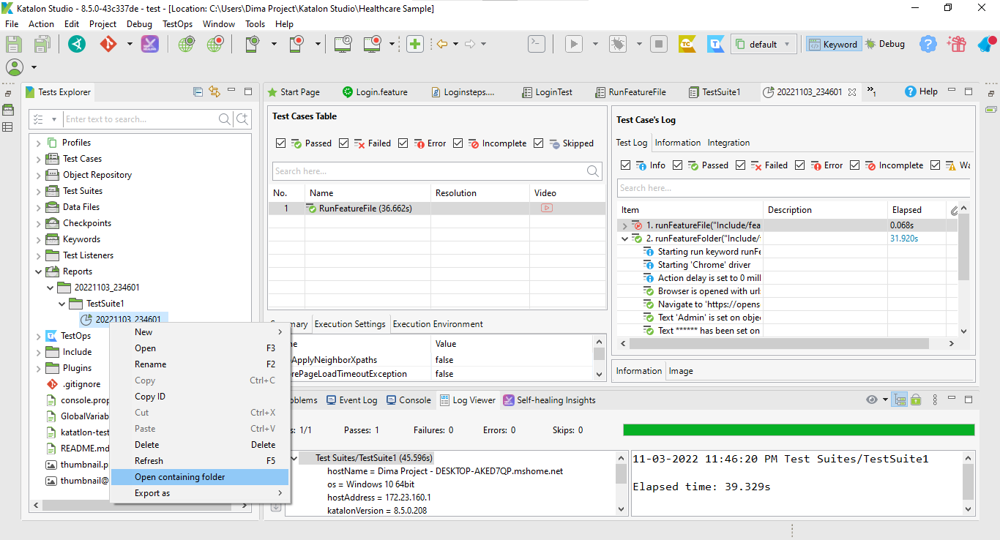 Katalon Studio - 8.5.0-43c337de - test - [Location: C:\Users\Dima Project\Katalon Studio\Healthcare Sample]
File Action Edit Project Debug TestOps Window Tools Help
default Keyword Debug
Tests Explorer
Enter text to search...
Profiles
Test Cases
Object Repository
Test Suites
Data Files
Checkpoints
Keywords
Test Listeners
Reports
20221103_234601
TestSuite1
20221103_234601
TestOps
Include
Plugins
.gitignore
console.prop
GlobalVariab
katatlon-test
README.md
thumbnail.p
thumbnail@
New
Open F3
Rename F2
Copy Ctrl+C
Copy ID
Cut Ctrl+X
Paste Ctrl+V
Delete Delete
Refresh F5
Open containing folder
Export as
Start Page Login.feature Loginsteps.... LoginTest RunFeatureFile TestSuite1 20221103_234601 »1 Help
Test Cases Table
Passed Failed Error Incomplete Skipped
Search here...
No. Name Resolution Video
1 RunFeatureFile (36.662s)
mary Execution Settings Execution Environment
ne Value
ApplyNeighborXpaths false
rePageLoadTimeoutException false
Test Case's Log
Test Log Information Integration
Info Passed Failed Error Incomplete Wa
Search here...
Item Description Elapsed
1. runFeatureFile("Include/fea 0.068s
2. runFeatureFolder("Include/ 31.920s
Starting run keyword runFe
Starting 'Chrome' driver
Action delay is set to 0 mill
Browser is opened with url
Navigate to 'https://opens
Text 'Admin' is set on obje
Text ****** has been set on
Information Image
oblems Event Log Console Log Viewer Self-healing Insights
s: 1/1 Passes: 1 Failures: 0 Errors: 0 Skips: 0
Test Suites/TestSuite1 (45.596s)
hostName = Dima Project - DESKTOP-AKED7QP.mshome.net
os = Windows 10 64bit
hostAddress = 172.23.160.1
katalonVersion = 8.5.0.208
11-03-2022 11:46:20 PM Test Suites/TestSuite1
Elapsed time: 39.329s